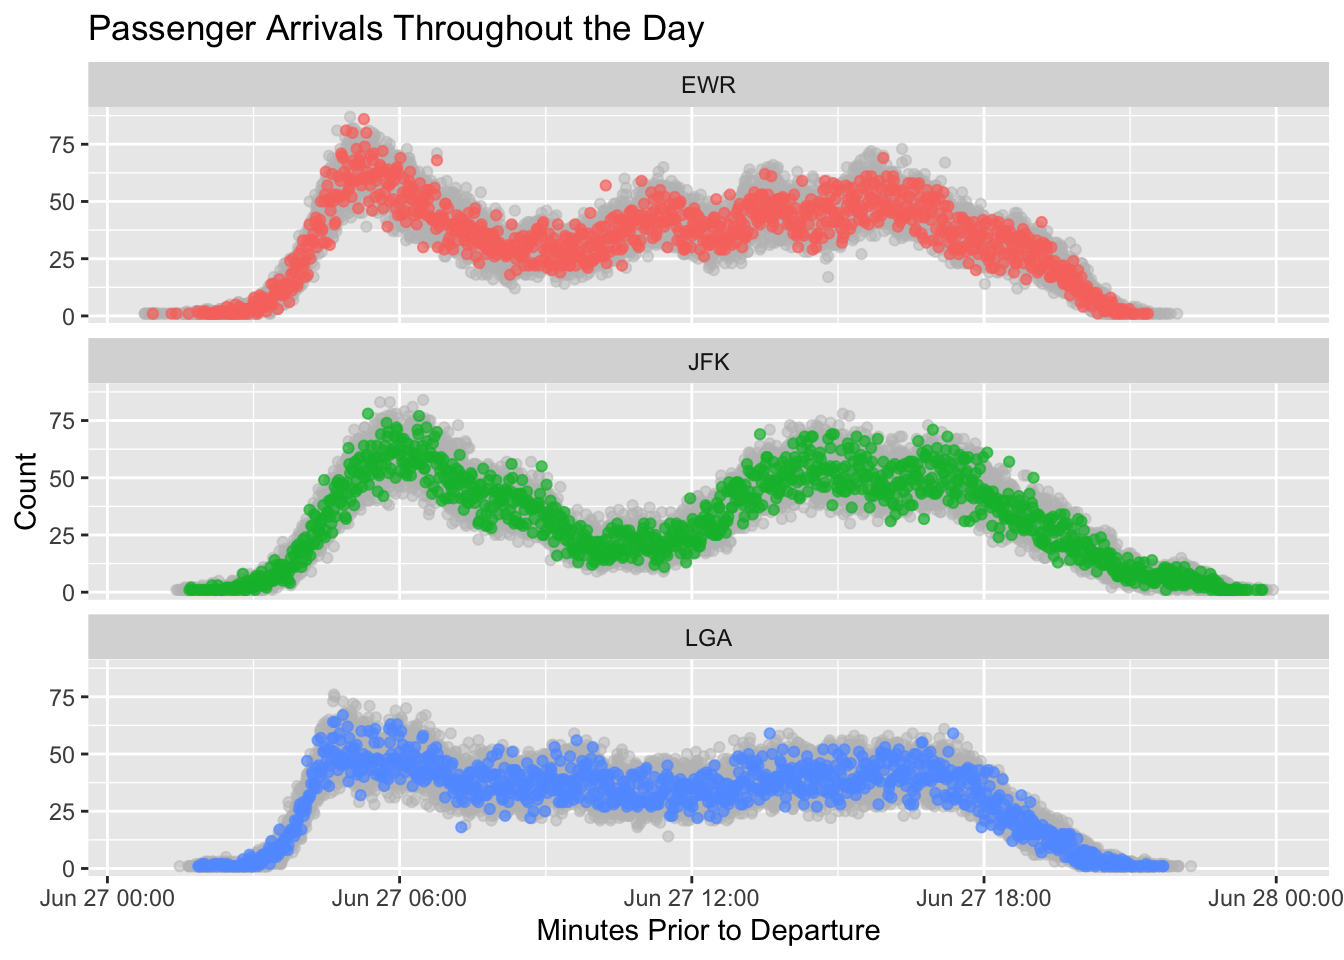 Passenger Arrivals Throughout the Day
EWR
75
50
25
0
JFK
75
50
25
0
Count
LGA
75
50
25
0
Jun 27 00:00 Jun 27 06:00 Jun 27 12:00 Jun 27 18:00 Jun 28 00:00
Minutes Prior to Departure